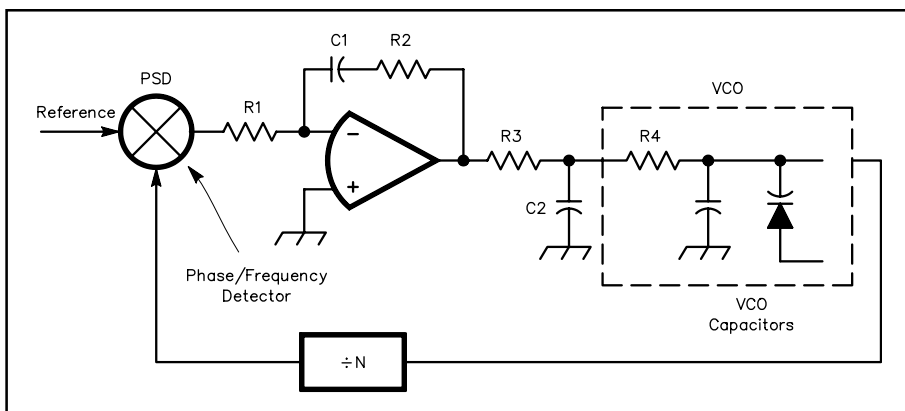 C1
R2
PSD
VCO
Reference
R1
R3
R4
−
+
C2
Phase/Frequency
Detector
VCO
Capacitors
÷N